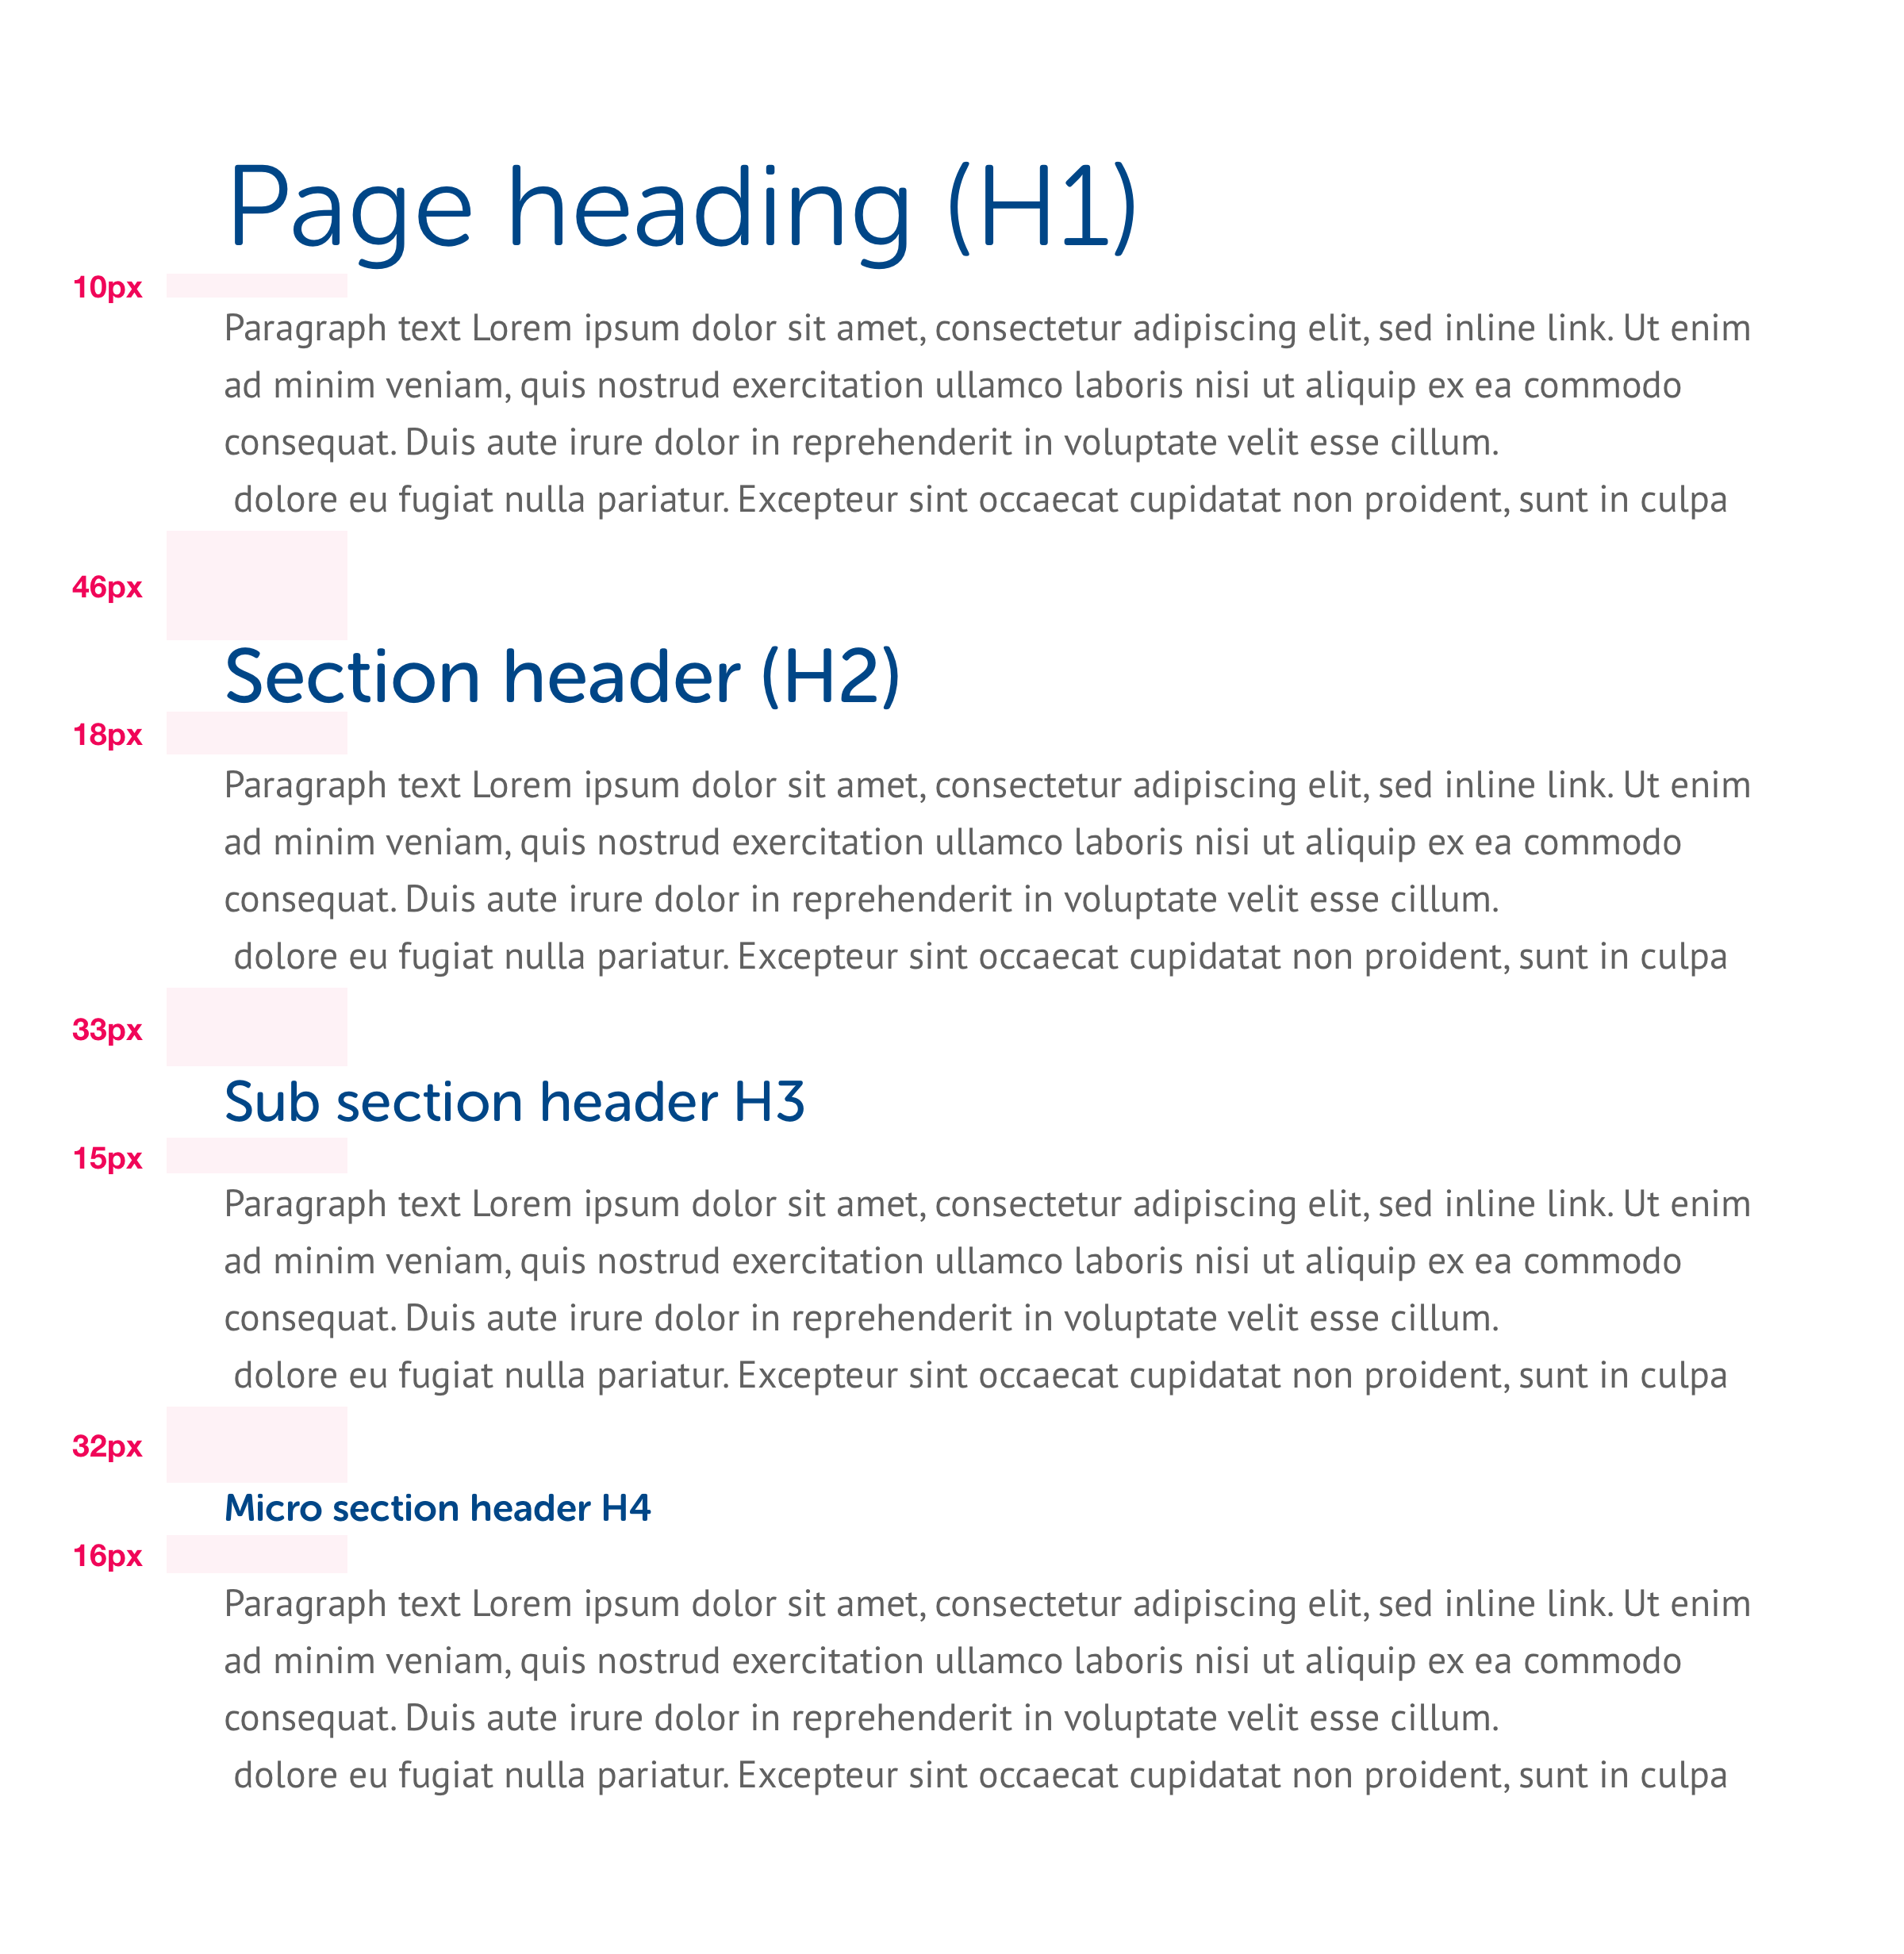 Page heading (H1)
10px
Paragraph text Lorem ipsum dolor sit amet, consectetur adipiscing elit, sed inline link. Ut enim
ad minim veniam, quis nostrud exercitation ullamco laboris nisi ut aliquip ex ea commodo
consequat. Duis aute irure dolor in reprehenderit in voluptate velit esse cillum.
dolore eu fugiat nulla pariatur. Excepteur sint occaecat cupidatat non proident, sunt in culpa
46px
Section header (H2)
18px
Paragraph text Lorem ipsum dolor sit amet, consectetur adipiscing elit, sed inline link. Ut enim
ad minim veniam, quis nostrud exercitation ullamco laboris nisi ut aliquip ex ea commodo
consequat. Duis aute irure dolor in reprehenderit in voluptate velit esse cillum.
dolore eu fugiat nulla pariatur. Excepteur sint occaecat cupidatat non proident, sunt in culpa
33px
Sub section header H3
15px
Paragraph text Lorem ipsum dolor sit amet, consectetur adipiscing elit, sed inline link. Ut enim
ad minim veniam, quis nostrud exercitation ullamco laboris nisi ut aliquip ex ea commodo
consequat. Duis aute irure dolor in reprehenderit in voluptate velit esse cillum.
dolore eu fugiat nulla pariatur. Excepteur sint occaecat cupidatat non proident, sunt in culpa
32px
Micro section header H4
16px
Paragraph text Lorem ipsum dolor sit amet, consectetur adipiscing elit, sed inline link. Ut enim
ad minim veniam, quis nostrud exercitation ullamco laboris nisi ut aliquip ex ea commodo
consequat. Duis aute irure dolor in reprehenderit in voluptate velit esse cillum.
dolore eu fugiat nulla pariatur. Excepteur sint occaecat cupidatat non proident, sunt in culpa